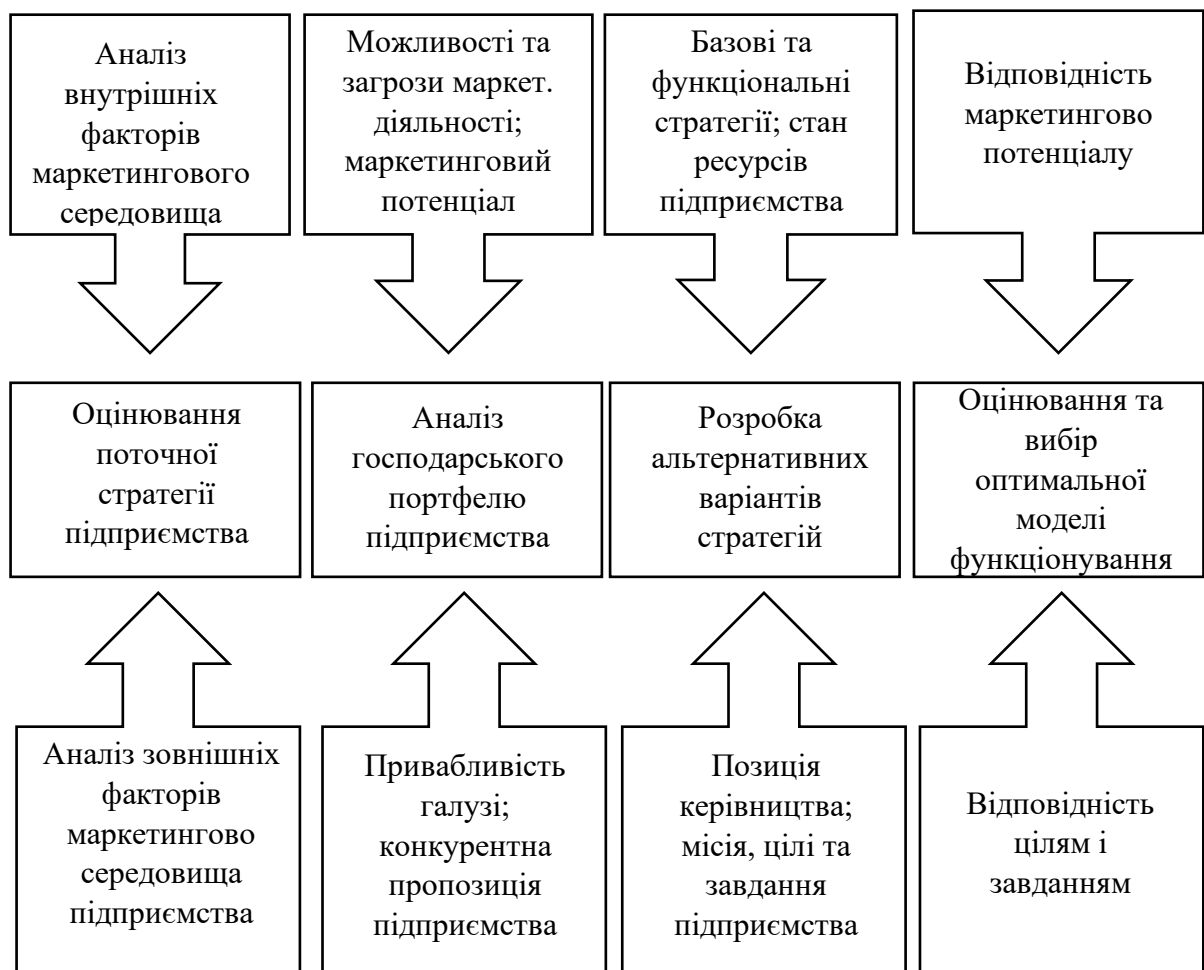 Аналіз
внутрішніх
факторів
маркетингового
середовища
Можливості та
загрози маркет.
діяльності;
маркетинговий
потенціал
Базові та
функціональні
стратегії; стан
ресурсів
підприємства
Відповідність
маркетингово
потенціалу
Оцінювання
поточної
стратегії
підприємства
Аналіз
господарського
портфелю
підприємства
Розробка
альтернативних
варіантів
стратегій
Оцінювання та
вибір
оптимальної
моделі
функціонування
Аналіз зовнішніх
факторів
маркетингово
середовища
підприємства
Привабливість
галузі;
конкурентна
пропозиція
підприємства
Позиція
керівництва;
місія, цілі та
завдання
підприємства
Відповідність
цілям і
завданням